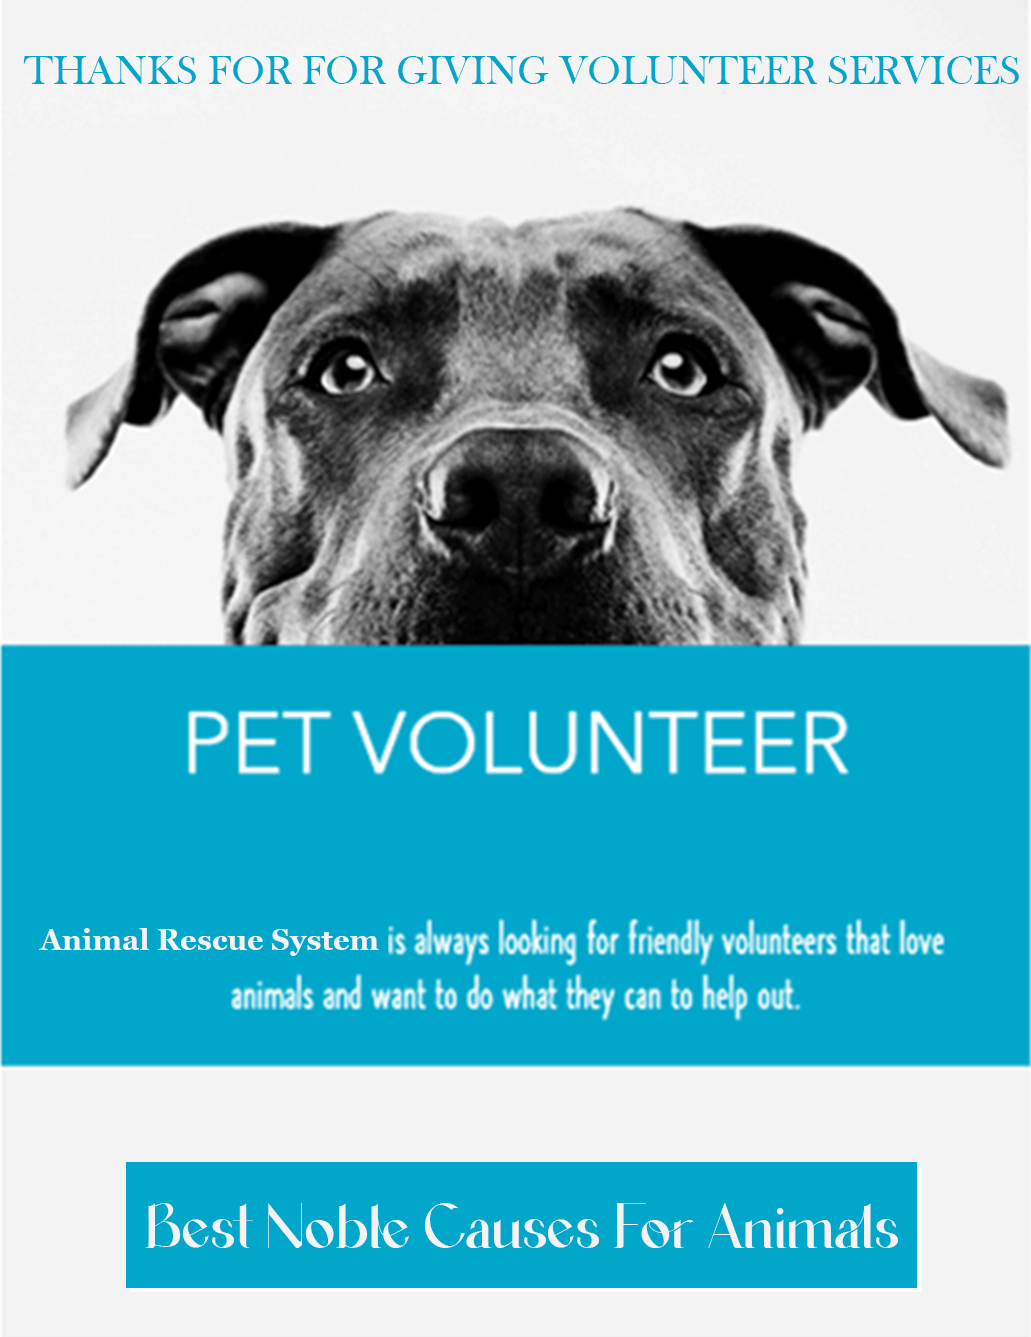 THANKS FOR FOR GIVING VOLUNTEER SERVICES
PET VOLUNTEER
Animal Rescue System is always looking for friendly volunteers that love
animals and want to do what they can to help out.
Best Noble Causes For Animals